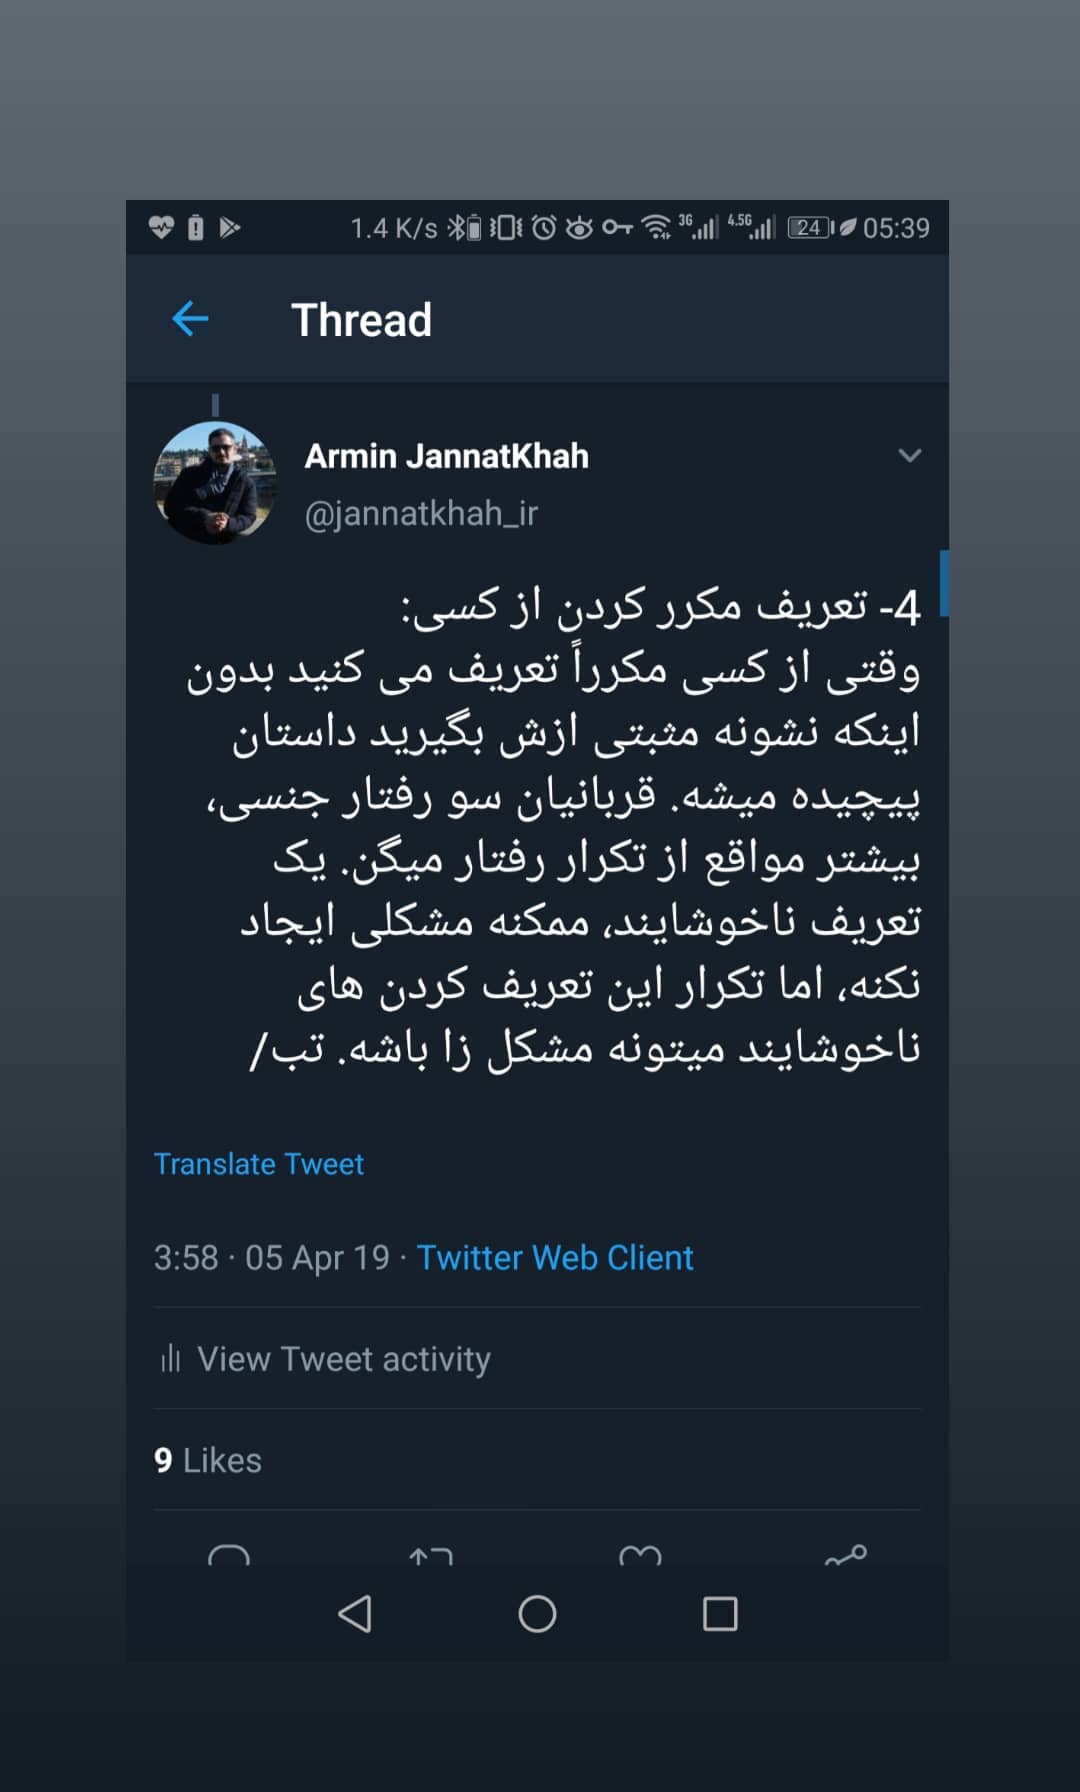 1.4 K/s 3G 4.5G 24 05:39
Thread
Armin JannatKhah
@jannatkhah_ir
4- تعریف مکرر کردن از کسی:
وقتی از کسی مکرراً تعریف می کنید بدون
اینکه نشونه مثبتی ازش بگیرید داستان
پیچیده میشه. قربانیان سو رفتار جنسی،
بیشتر مواقع از تکرار رفتار میگن. یک
تعریف ناخوشایند، ممکنه مشکلی ایجاد
نکنه، اما تکرار این تعریف کردن های
ناخوشایند میتونه مشکل زا باشه. تب/
Translate Tweet
3:58 · 05 Apr 19 · Twitter Web Client
View Tweet activity
9 Likes